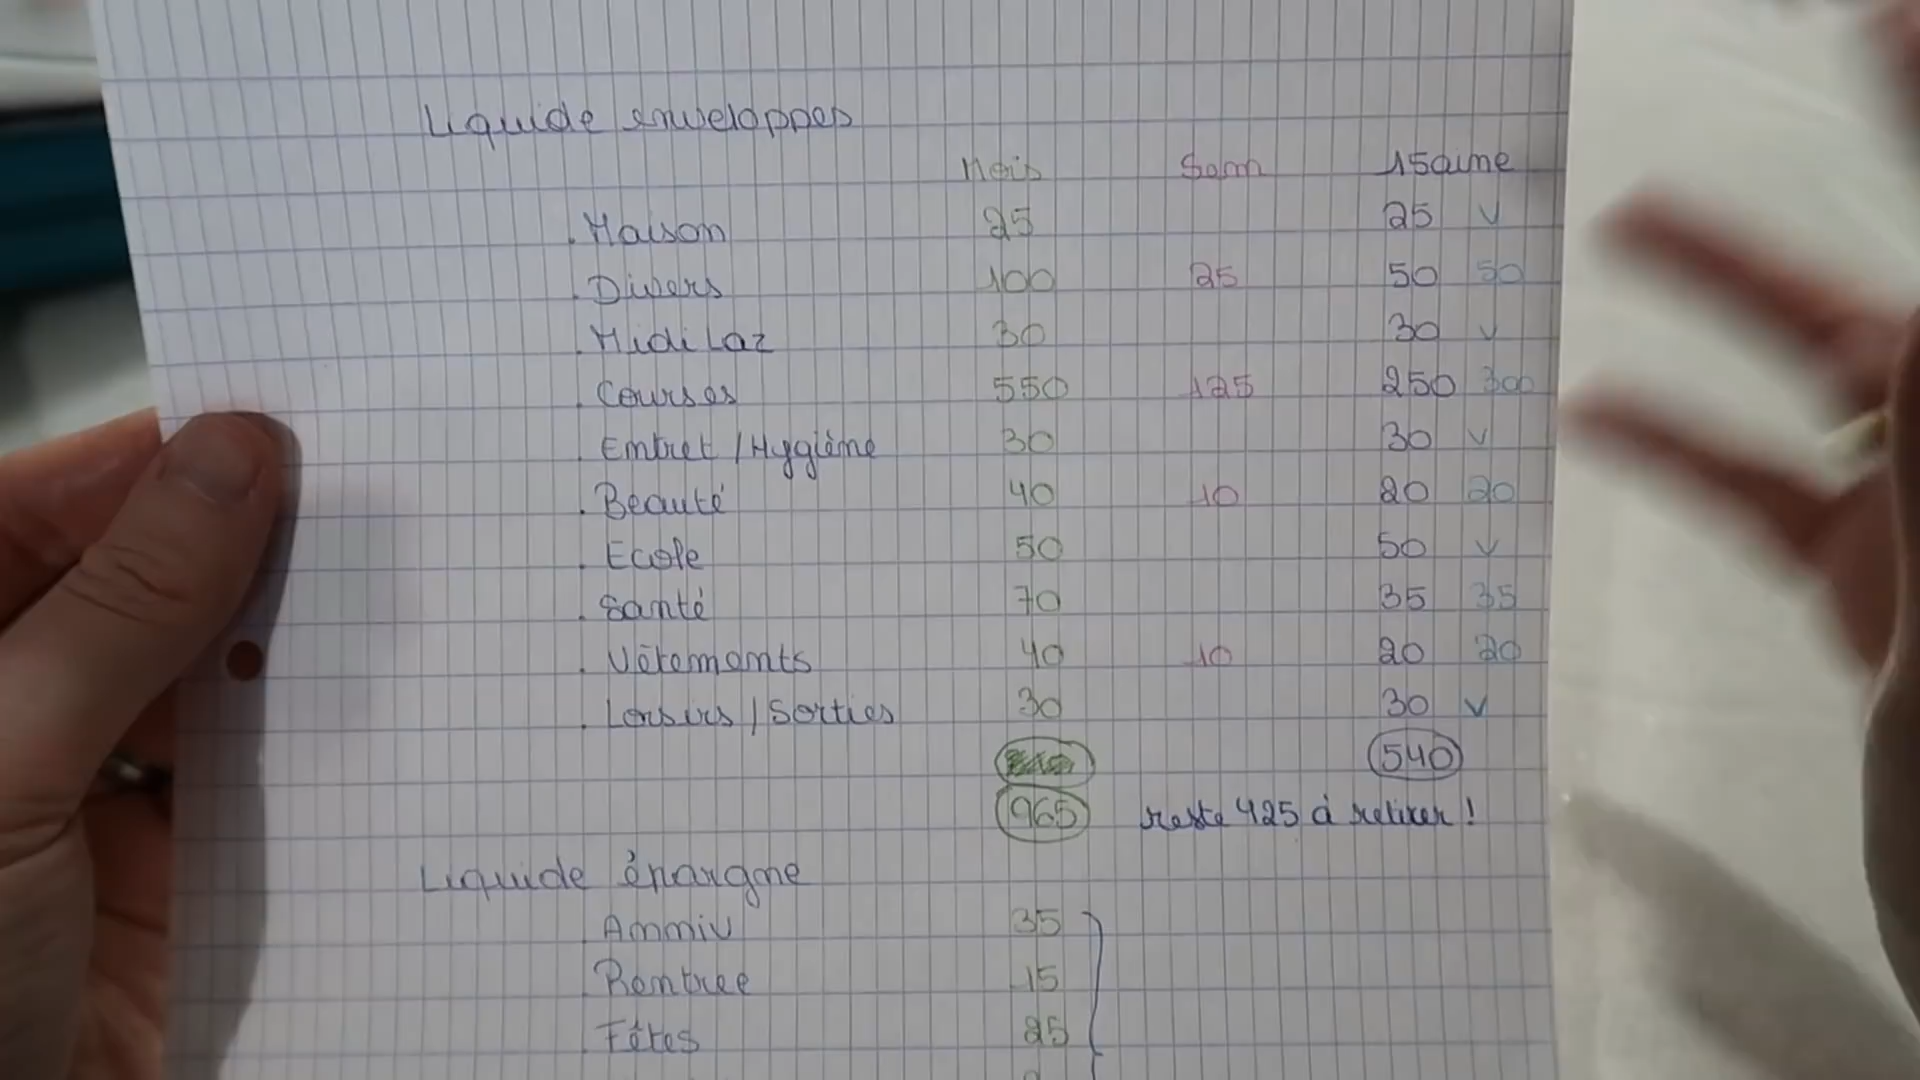 Liquide enveloppes
Mois Sem 15aine
. Maison 25 25 v
. Divers 100 25 50 50
. Midi Laz 30 30 v
. Courses 550 125 250 300
. Entret / Hygiène 30 30 v
. Beauté 40 10 20 20
. Ecole 50 50 v
. Santé 70 35 35
. Vêtements 40 10 20 20
. Loisirs / Sorties 30 30 v
540
965 reste 425 à retirer !
Liquide épargne
Anniv 35
Rentree 15
Fêtes 25